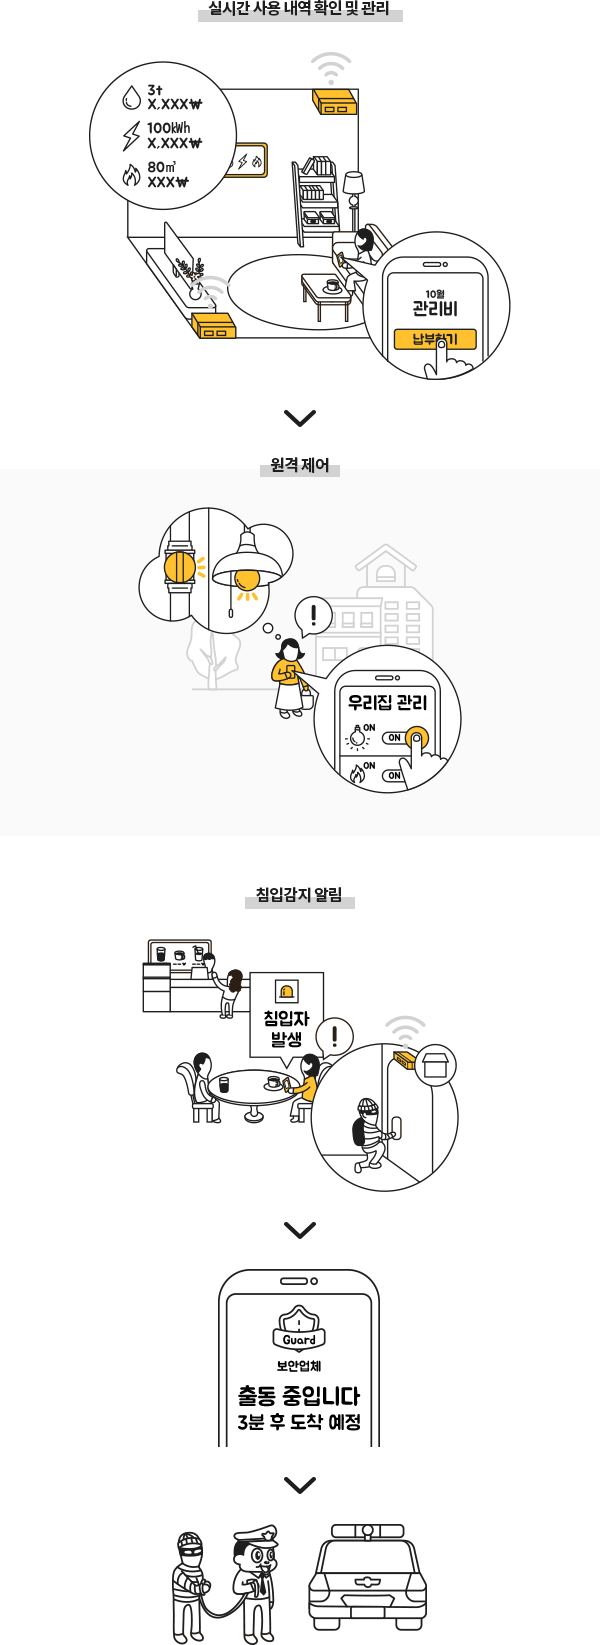 실시간 사용 내역 확인 및 관리
3t
X,XXX₩
100kWh
X,XXX₩
80㎥
XXX₩
10월
관리비
납부하기
원격 제어
!
우리집 관리
ON
ON
ON
ON
침입감지 알림
침입자
발생
!
Guard
보안업체
출동 중입니다
3분 후 도착 예정